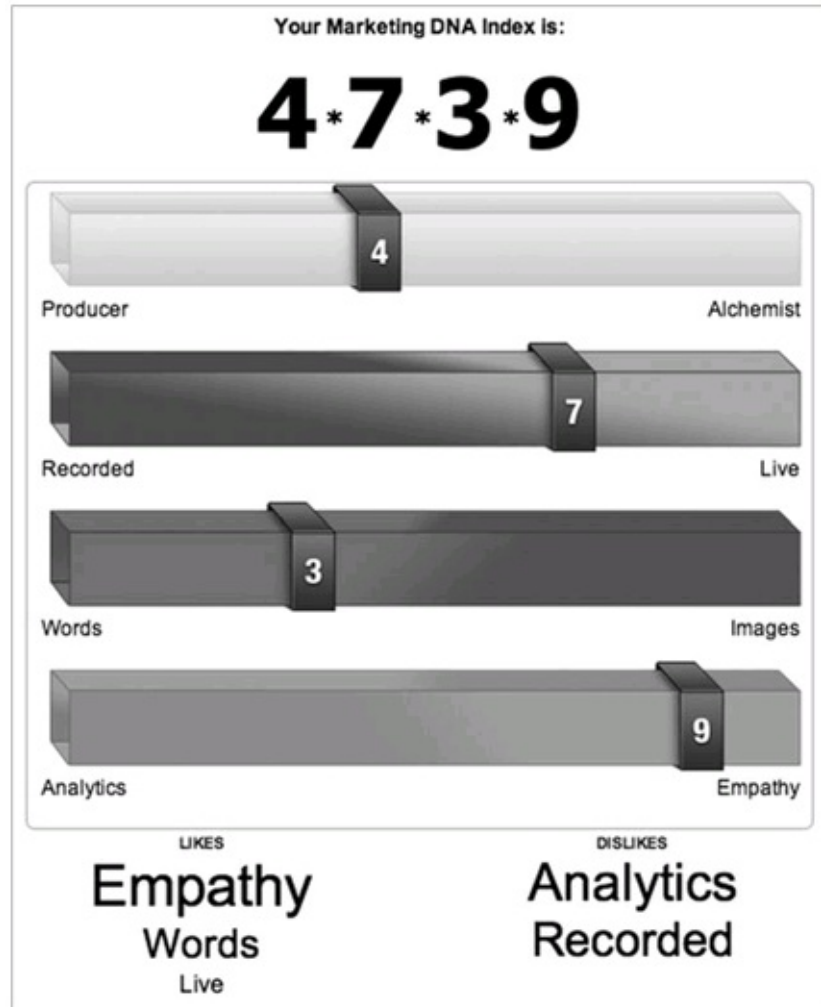 Your Marketing DNA Index is:
4*7*3*9
4
Producer Alchemist
7
Recorded Live
3
Words Images
9
Analytics Empathy
LIKES DISLIKES
Empathy Analytics
Words Recorded
Live